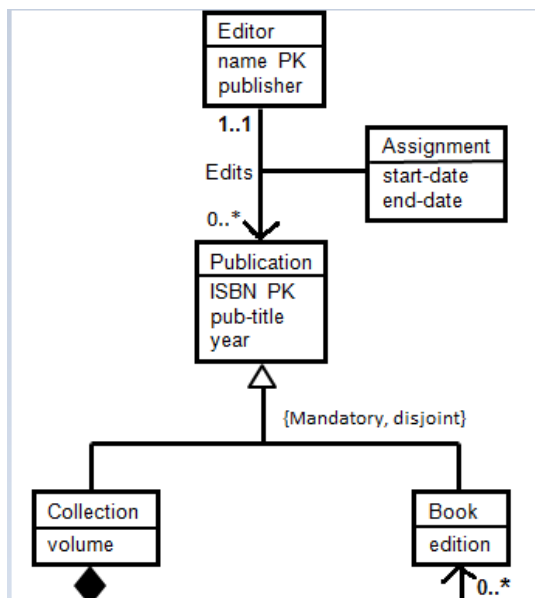 Editor
name PK
publisher
1..1
Edits
Assignment
start-date
end-date
0..*
Publication
ISBN PK
pub-title
year
{Mandatory, disjoint}
Collection
volume
Book
edition
0..*